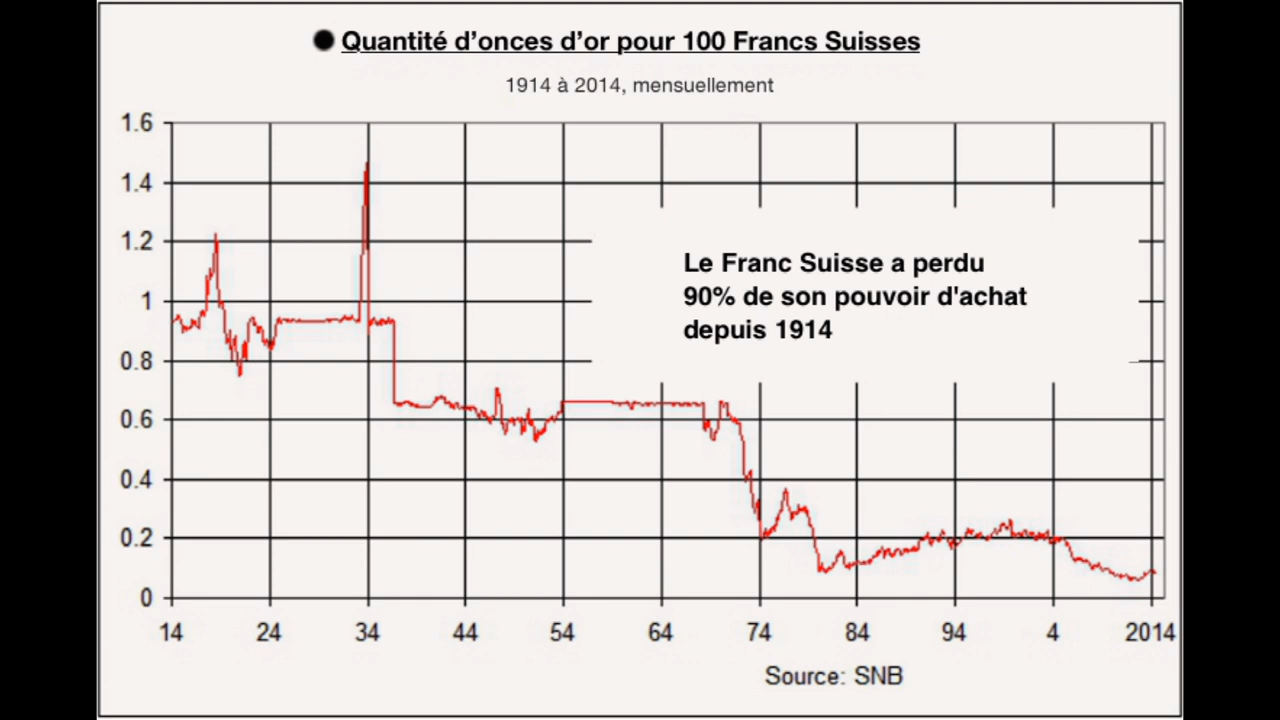 Quantité d’onces d’or pour 100 Francs Suisses
1914 à 2014, mensuellement
1.6
1.4
1.2
1
0.8
0.6
0.4
0.2
0
Le Franc Suisse a perdu
90% de son pouvoir d'achat
depuis 1914
14 24 34 44 54 64 74 84 94 4 2014
Source: SNB